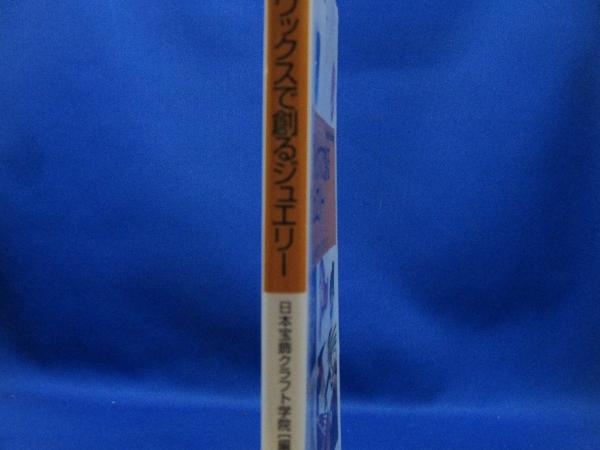 ワックスで創るジュエリー
日本宝飾クラフト学院[編